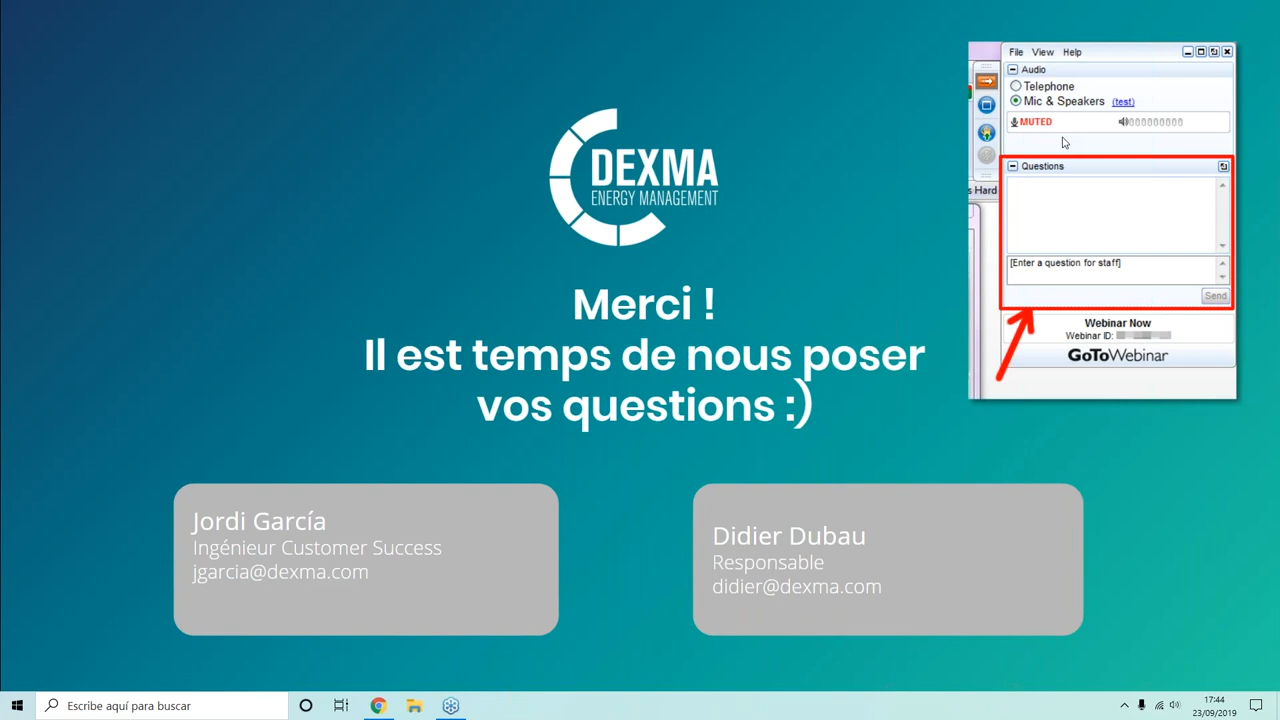 DEXMA
ENERGY MANAGEMENT
Merci !
Il est temps de nous poser
vos questions :)
Jordi García
Ingénieur Customer Success
jgarcia@dexma.com
Didier Dubau
Responsable
didier@dexma.com
File View Help
Audio
Telephone
Mic & Speakers (test)
MUTED
Questions
s Hard
[Enter a question for staff]
Send
Webinar Now
Webinar ID:
GoToWebinar
Escribe aquí para buscar
17:44
23/09/2019